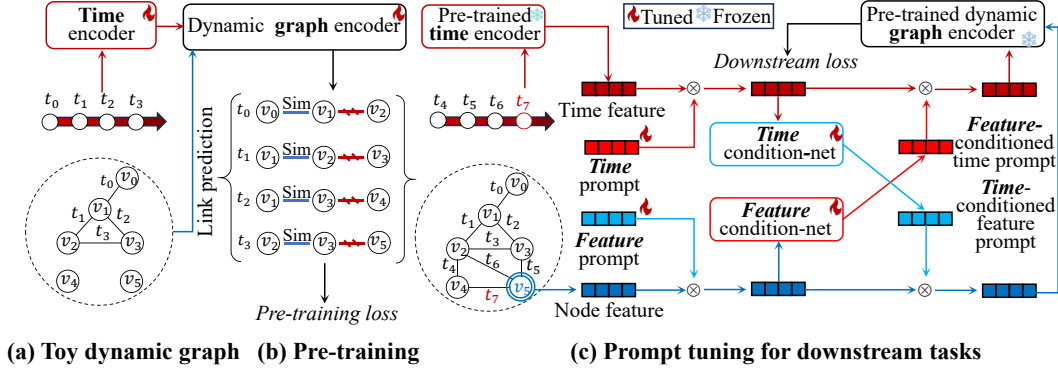 Time
encoder
Dynamic graph encoder
t0 t1 t2 t3
v0
t0
v1
t1 t2
t3
v2 v3
v4 v5
Link prediction
t0 v0 Sim v1 v2
t1 v1 Sim v2 v3
t2 v1 Sim v3 v4
t3 v2 Sim v3 v5
Pre-training loss
Pre-trained
time encoder
t4 t5 t6 t7
v0
t0
v1
t1 t2
t3
v2 v3
t6
t4 t5
v4 v5
t7
Tuned Frozen
Pre-trained dynamic
graph encoder
Downstream loss
Time feature
Time
prompt
Feature
prompt
Node feature
Time
condition-net
Feature
condition-net
Feature-
conditioned
time prompt
Time-
conditioned
feature
prompt
(a) Toy dynamic graph
(b) Pre-training
(c) Prompt tuning for downstream tasks